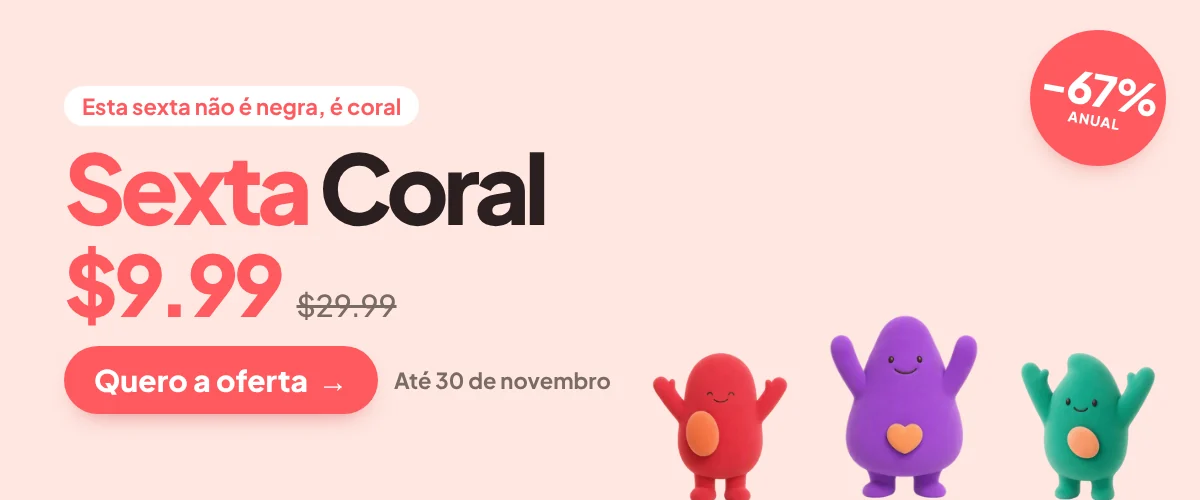 Esta sexta não é negra, é coral
Sexta Coral
$9.99 $29.99
Quero a oferta →
Até 30 de novembro
-67%
ANUAL